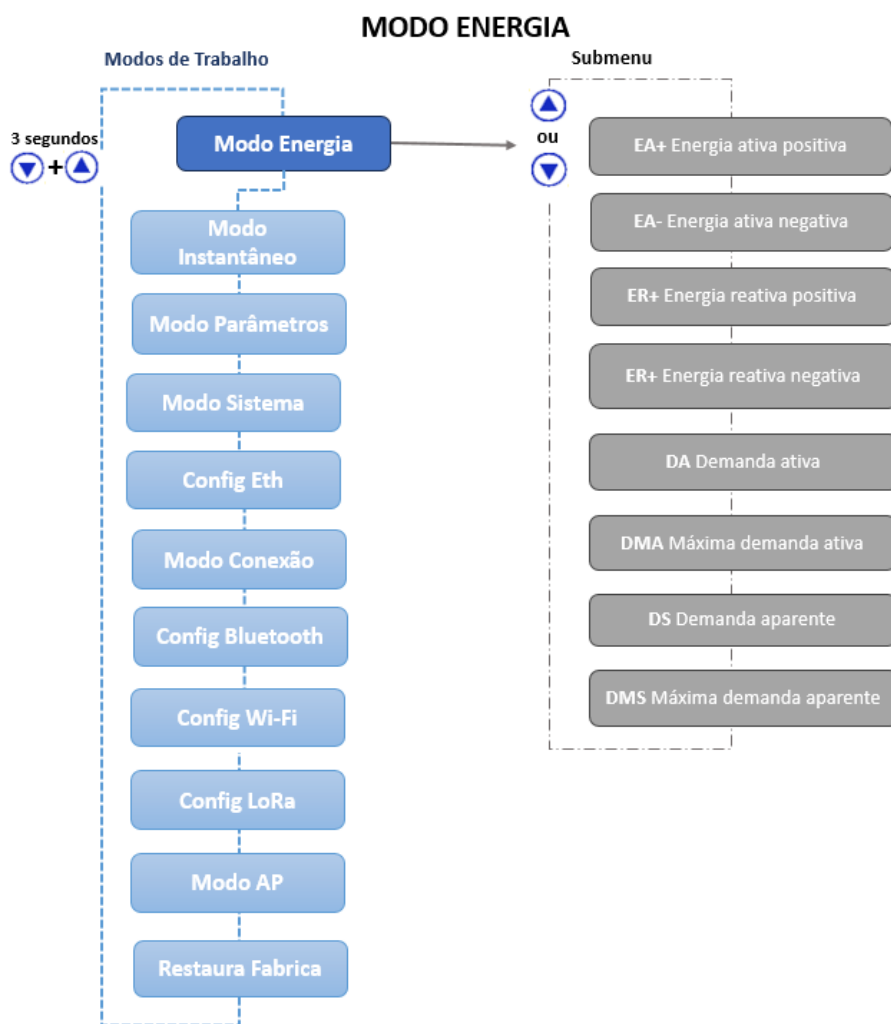 MODO ENERGIA
Modos de Trabalho
Submenu
3 segundos
+
ou
Modo Energia
Modo
Instantâneo
Modo Parâmetros
Modo Sistema
Config Eth
Modo Conexão
Config Bluetooth
Config Wi-Fi
Config LoRa
Modo AP
Restaura Fabrica
EA+ Energia ativa positiva
EA- Energia ativa negativa
ER+ Energia reativa positiva
ER+ Energia reativa negativa
DA Demanda ativa
DMA Máxima demanda ativa
DS Demanda aparente
DMS Máxima demanda aparente